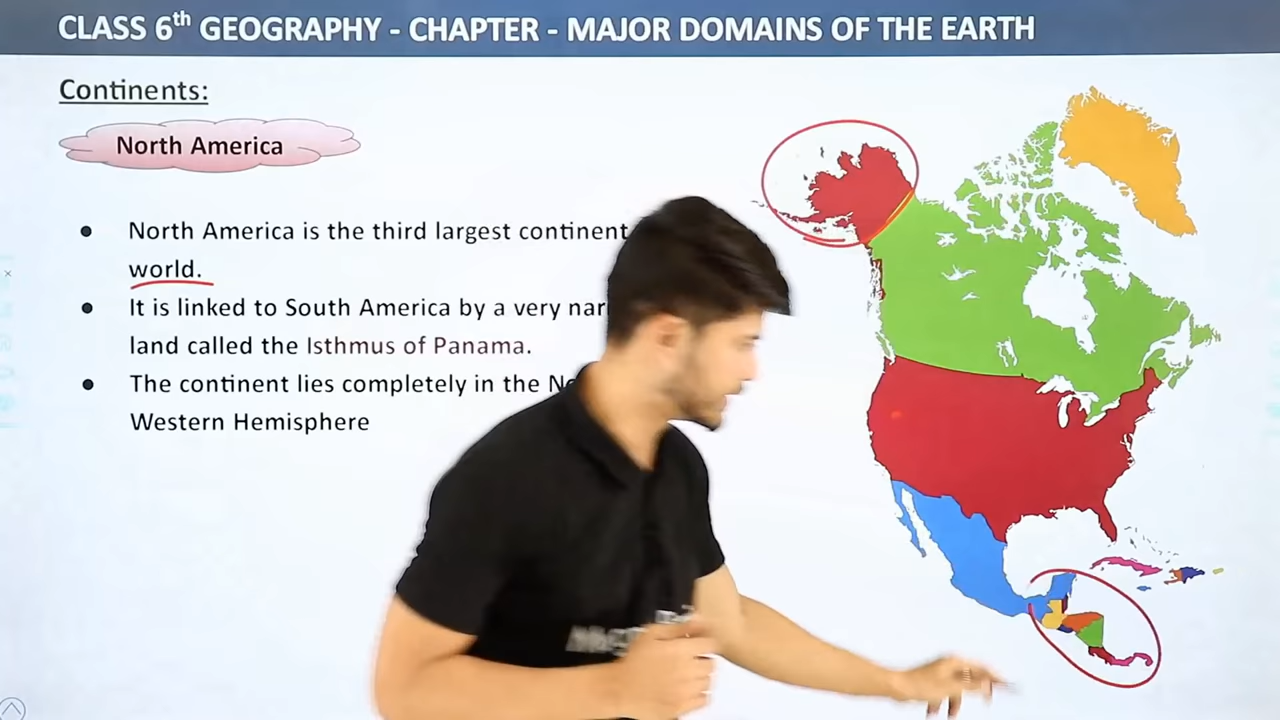 CLASS 6th GEOGRAPHY - CHAPTER - MAJOR DOMAINS OF THE EARTH
Continents:
North America
• North America is the third largest continent
world.
• It is linked to South America by a very
land called the Isthmus of Panama.
• The continent lies completely in the
Western Hemisphere